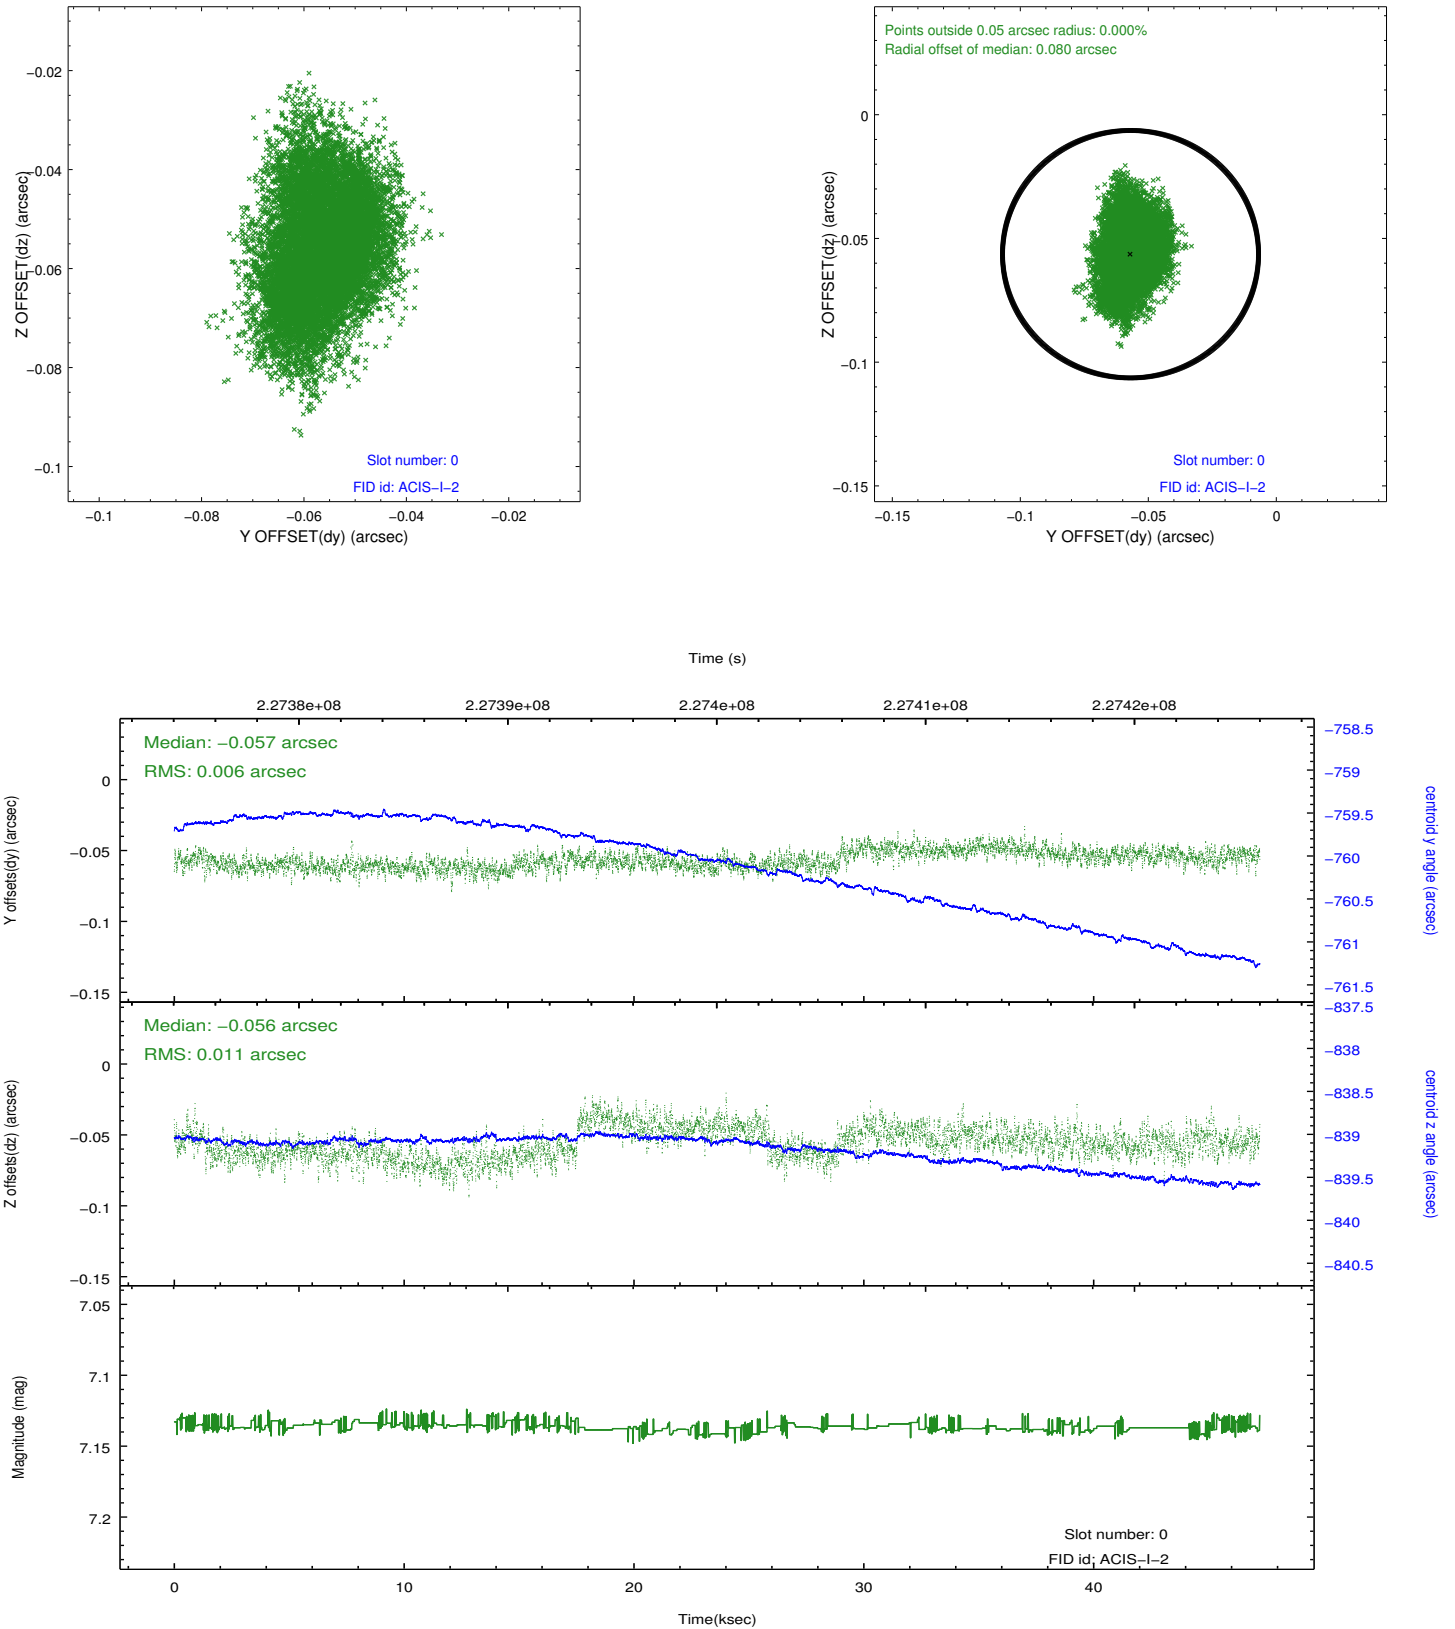 Z OFFSET(dz) (arcsec)
−0.02
−0.04
−0.06
−0.08
−0.1
Slot number: 0
FID id: ACIS−I−2
−0.1 −0.08 −0.06 −0.04 −0.02
Y OFFSET(dy) (arcsec)
Points outside 0.05 arcsec radius: 0.000%
Radial offset of median: 0.080 arcsec
Z OFFSET(dz) (arcsec)
0
−0.05
−0.1
−0.15
Slot number: 0
FID id: ACIS−I−2
−0.15 −0.1 −0.05 0
Y OFFSET(dy) (arcsec)
Time (s)
2.2738e+08 2.2739e+08 2.274e+08 2.2741e+08 2.2742e+08
Median: −0.057 arcsec
RMS: 0.006 arcsec
Y offsets(dy) (arcsec)
0
−0.05
−0.1
−0.15
−758.5
−759
−759.5
−760
−760.5
−761
−761.5
centroid y angle (arcsec)
Median: −0.056 arcsec
RMS: 0.011 arcsec
Z offsets(dz) (arcsec)
0
−0.05
−0.1
−0.15
−837.5
−838
−838.5
−839
−839.5
−840
−840.5
centroid z angle (arcsec)
Magnitude (mag)
7.05
7.1
7.15
7.2
Slot number: 0
FID id: ACIS−I−2
0 10 20 30 40
Time(ksec)